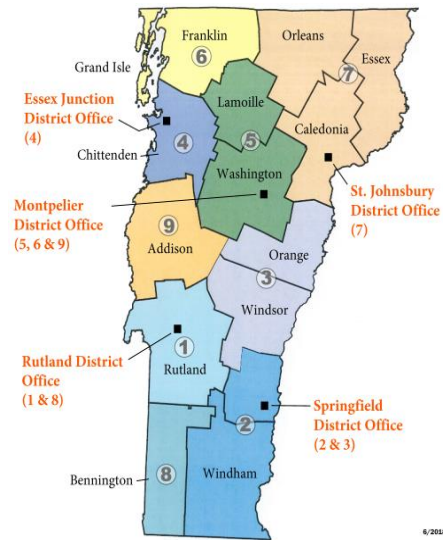 Franklin
6
Orleans
Essex
Grand Isle
7
Essex Junction
District Office
(4)
Lamoille
Caledonia
Chittenden
4
5
Washington
St. Johnsbury
District Office
(7)
Montpelier
District Office
(5, 6 & 9)
9
Addison
Orange
3
Windsor
Rutland District
Office
(1 & 8)
1
Rutland
Springfield
District Office
(2 & 3)
2
Bennington
8
Windham